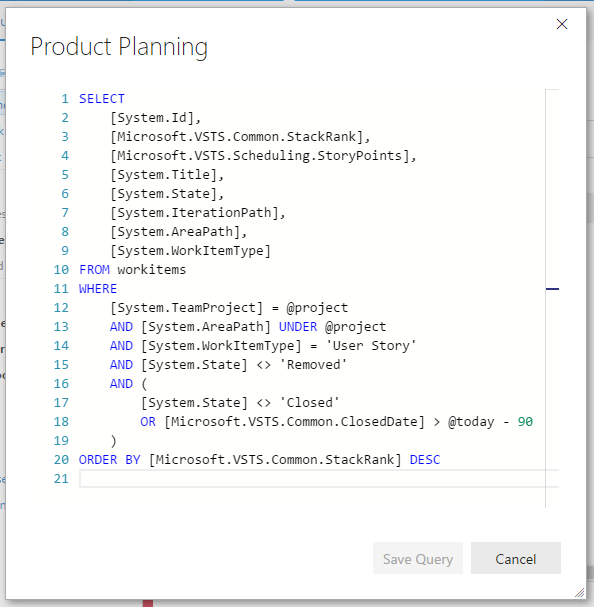 Product Planning
1 SELECT
2 [System.Id],
3 [Microsoft.VSTS.Common.StackRank],
4 [Microsoft.VSTS.Scheduling.StoryPoints],
5 [System.Title],
6 [System.State],
7 [System.IterationPath],
8 [System.AreaPath],
9 [System.WorkItemType]
10 FROM workitems
11 WHERE
12 [System.TeamProject] = @project
13 AND [System.AreaPath] UNDER @project
14 AND [System.WorkItemType] = 'User Story'
15 AND [System.State] <> 'Removed'
16 AND (
17 [System.State] <> 'Closed'
18 OR [Microsoft.VSTS.Common.ClosedDate] > @today - 90
19 )
20 ORDER BY [Microsoft.VSTS.Common.StackRank] DESC
21
Save Query Cancel